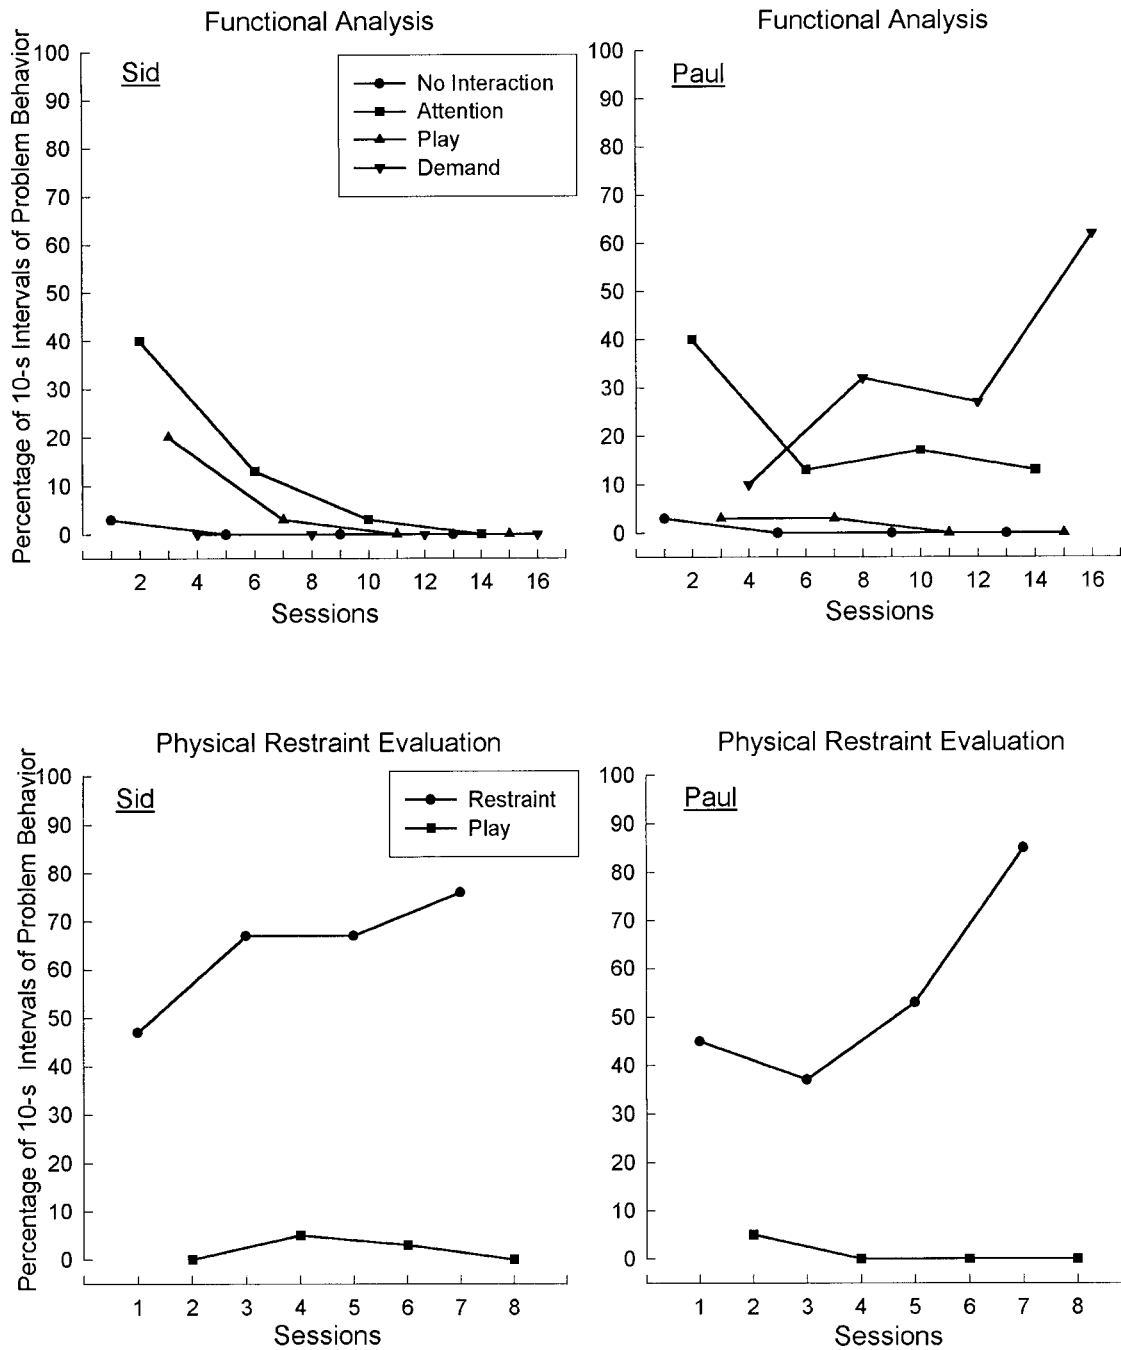 Functional Analysis
Percentage of 10-s Intervals of Problem Behavior
Sid
No Interaction
Attention
Play
Demand
100
90
80
70
60
50
40
30
20
10
0
2 4 6 8 10 12 14 16
Sessions
Functional Analysis
Paul
100
90
80
70
60
50
40
30
20
10
0
2 4 6 8 10 12 14 16
Sessions
Physical Restraint Evaluation
Percentage of 10-s Intervals of Problem Behavior
Sid
Restraint
Play
100
90
80
70
60
50
40
30
20
10
0
1 2 3 4 5 6 7 8
Sessions
Physical Restraint Evaluation
Paul
100
90
80
70
60
50
40
30
20
10
0
1 2 3 4 5 6 7 8
Sessions